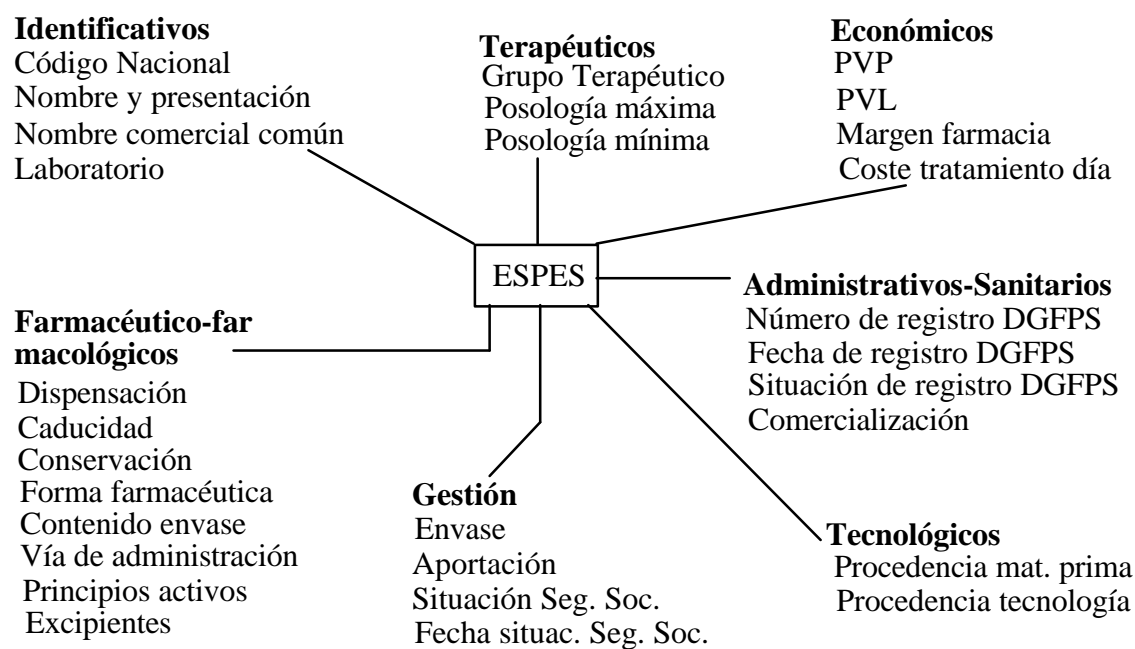 Identificativos
Código Nacional
Nombre y presentación
Nombre comercial común
Laboratorio
Terapéuticos
Grupo Terapéutico
Posología máxima
Posología mínima
Económicos
PVP
PVL
Margen farmacia
Coste tratamiento día
ESPES
Administrativos-Sanitarios
Número de registro DGFPS
Fecha de registro DGFPS
Situación de registro DGFPS
Comercialización
Farmacéutico-far
macológicos
Dispensación
Caducidad
Conservación
Forma farmacéutica
Contenido envase
Vía de administración
Principios activos
Excipientes
Gestión
Envase
Aportación
Situación Seg. Soc.
Fecha situac. Seg. Soc.
Tecnológicos
Procedencia mat. prima
Procedencia tecnología